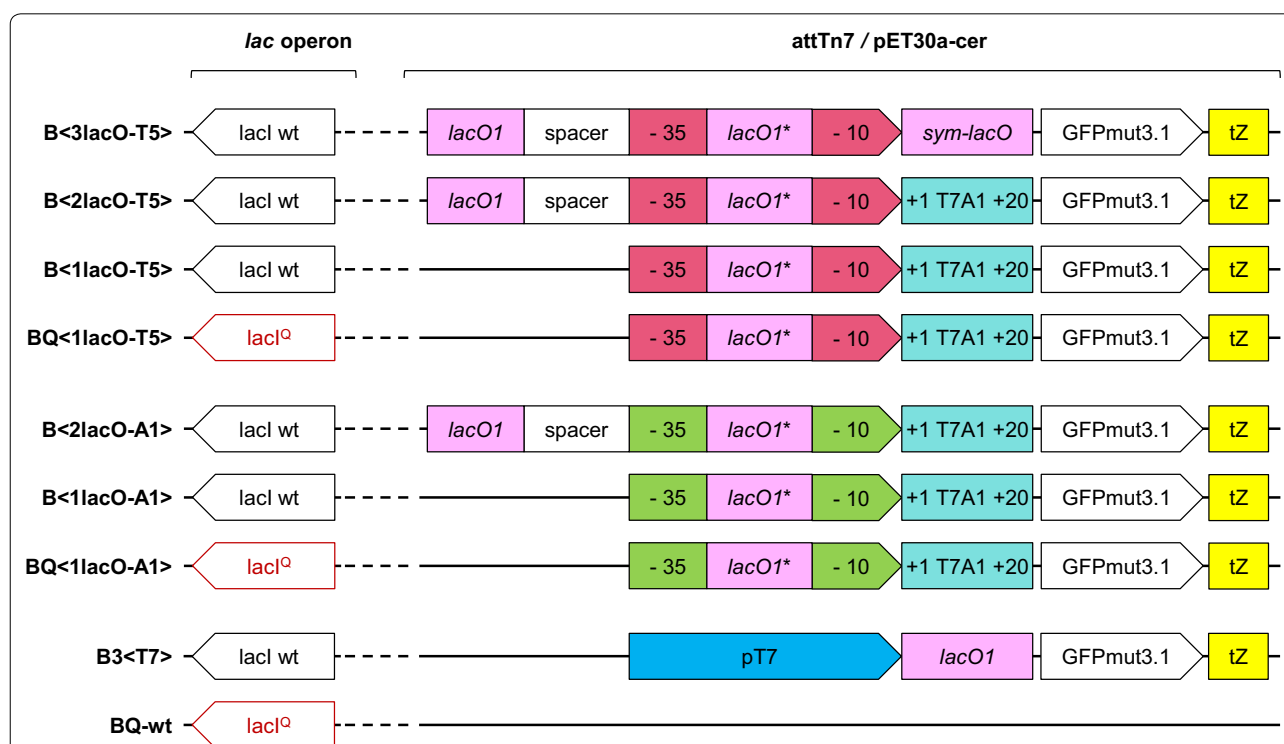 lac operon attTn7 / pET30a-cer
B<3lacO-T5> lacI wt lacO1 spacer - 35 lacO1* - 10 sym-lacO GFPmut3.1 tZ
B<2lacO-T5> lacI wt lacO1 spacer - 35 lacO1* - 10 +1 T7A1 +20 GFPmut3.1 tZ
B<1lacO-T5> lacI wt - 35 lacO1* - 10 +1 T7A1 +20 GFPmut3.1 tZ
BQ<1lacO-T5> lacIQ - 35 lacO1* - 10 +1 T7A1 +20 GFPmut3.1 tZ
B<2lacO-A1> lacI wt lacO1 spacer - 35 lacO1* - 10 +1 T7A1 +20 GFPmut3.1 tZ
B<1lacO-A1> lacI wt - 35 lacO1* - 10 +1 T7A1 +20 GFPmut3.1 tZ
BQ<1lacO-A1> lacIQ - 35 lacO1* - 10 +1 T7A1 +20 GFPmut3.1 tZ
B3<T7> lacI wt pT7 lacO1 GFPmut3.1 tZ
BQ-wt lacIQ